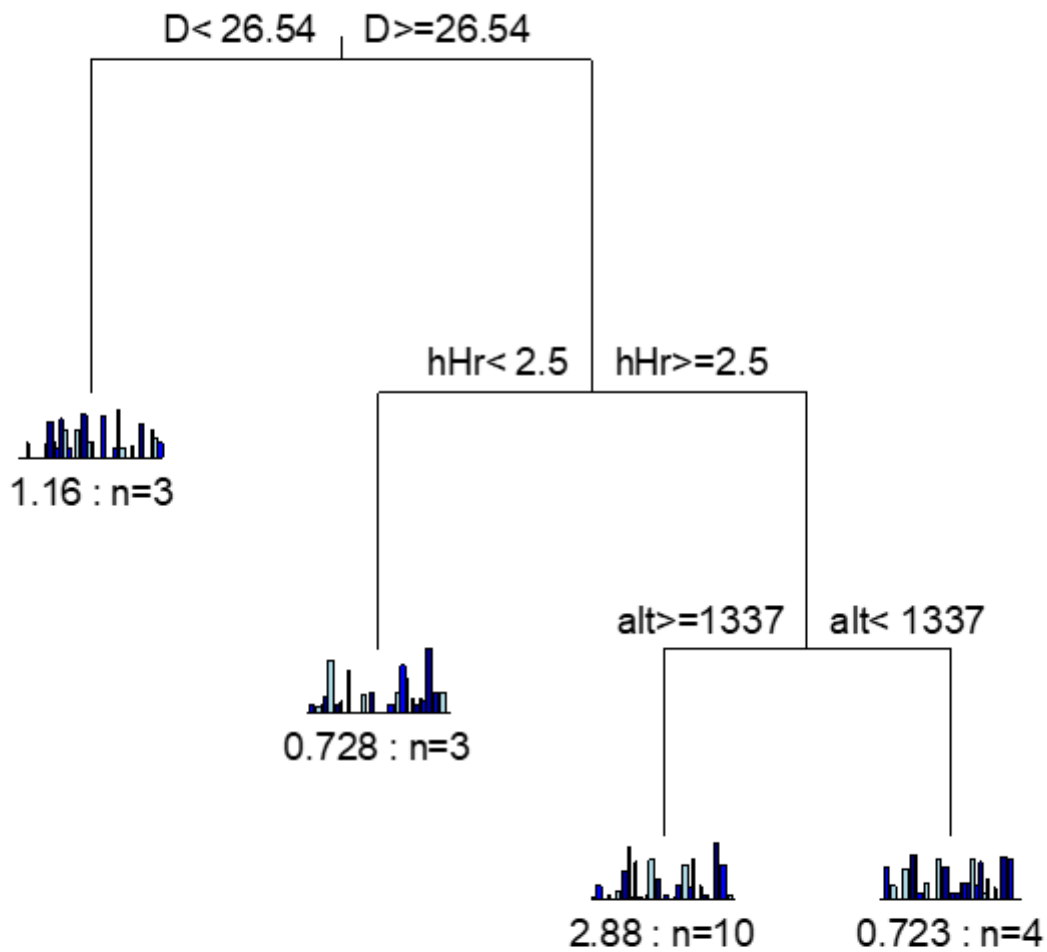 D< 26.54 D>=26.54
hHr< 2.5 hHr>=2.5
1.16 : n=3
alt>=1337 alt< 1337
0.728 : n=3
2.88 : n=10 0.723 : n=4